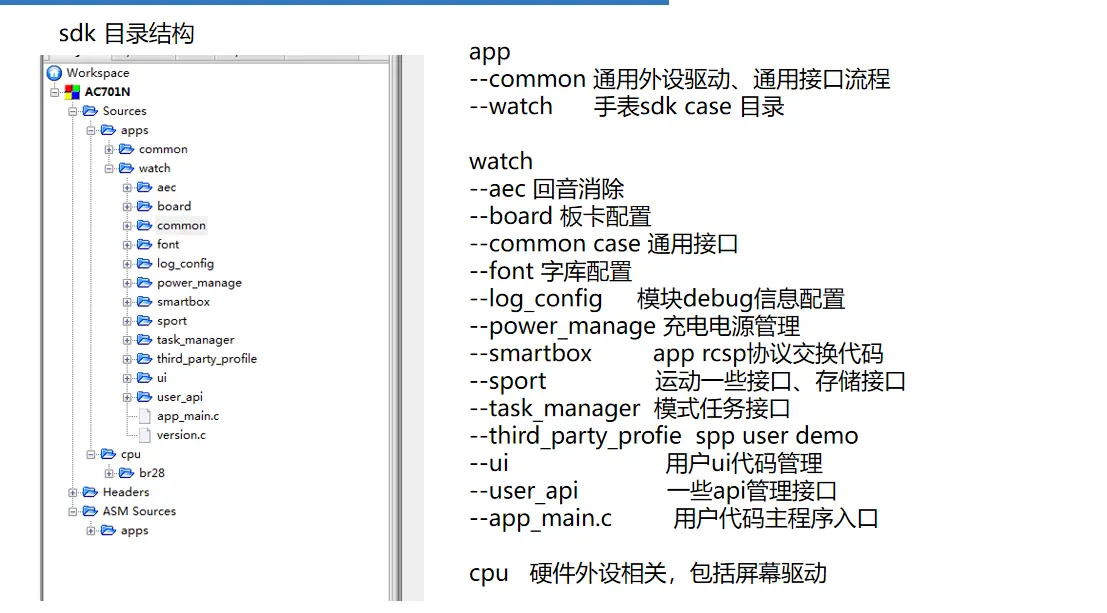 sdk 目录结构
Workspace
AC701N
Sources
apps
common
watch
aec
board
common
font
log_config
power_manage
smartbox
sport
task_manager
third_party_profile
ui
user_api
app_main.c
version.c
cpu
br28
Headers
ASM Sources
apps
app
--common 通用外设驱动、通用接口流程
--watch 手表sdk case 目录
watch
--aec 回音消除
--board 板卡配置
--common case 通用接口
--font 字库配置
--log_config 模块debug信息配置
--power_manage 充电电源管理
--smartbox app rcsp协议交换代码
--sport 运动一些接口、存储接口
--task_manager 模式任务接口
--third_party_profie spp user demo
--ui 用户ui代码管理
--user_api 一些api管理接口
--app_main.c 用户代码主程序入口
cpu 硬件外设相关，包括屏幕驱动